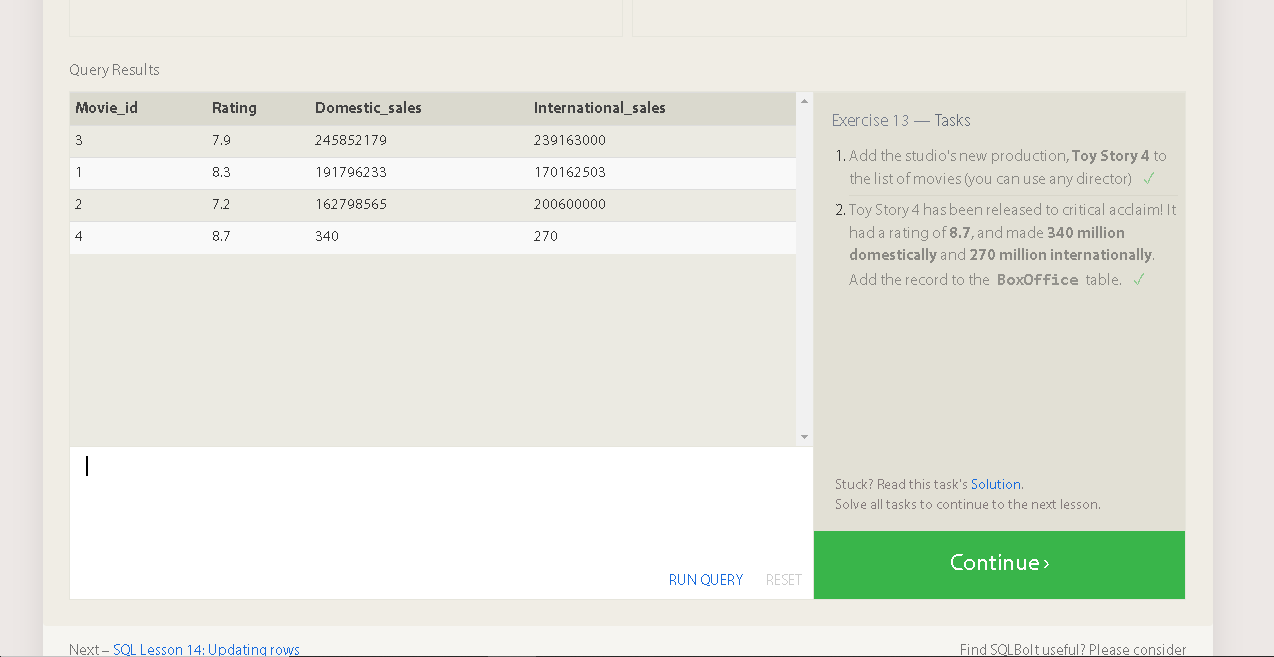 Query Results
Movie_id Rating Domestic_sales International_sales
3 7.9 245852179 239163000
1 8.3 191796233 170162503
2 7.2 162798565 200600000
4 8.7 340 270
RUN QUERY RESET
Exercise 13 — Tasks
1. Add the studio's new production, Toy Story 4 to
the list of movies (you can use any director) ✓
2. Toy Story 4 has been released to critical acclaim! It
had a rating of 8.7, and made 340 million
domestically and 270 million internationally.
Add the record to the BoxOffice table. ✓
Stuck? Read this task's Solution.
Solve all tasks to continue to the next lesson.
Continue ›
Next – SQL Lesson 14: Updating rows
Find SQLBolt useful? Please consider